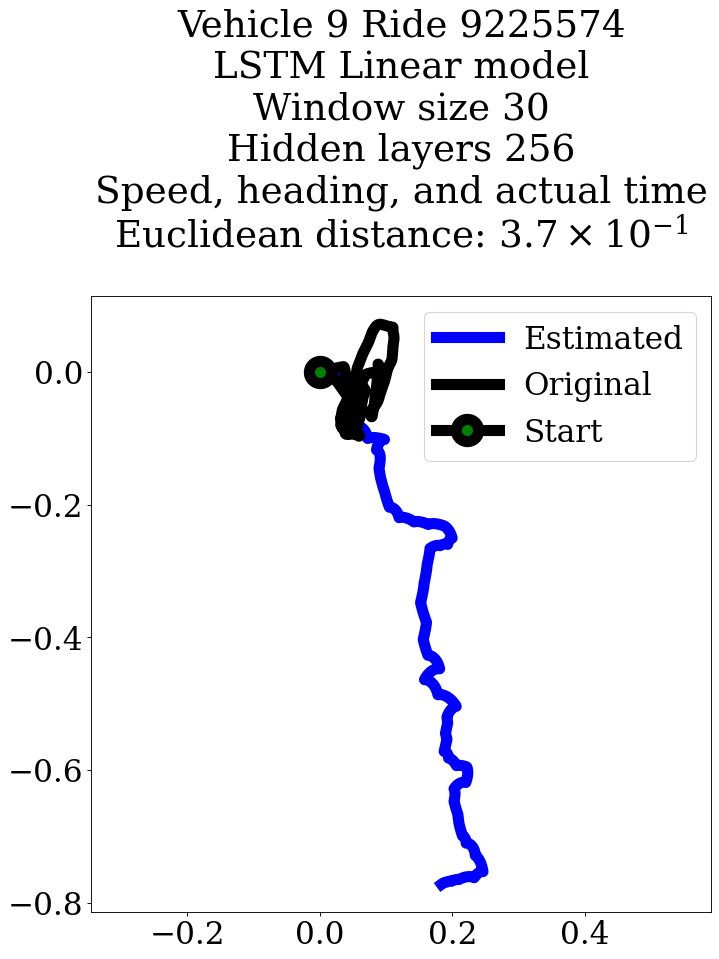 Vehicle 9 Ride 9225574
LSTM Linear model
Window size 30
Hidden layers 256
Speed, heading, and actual time
Euclidean distance: 3.7 × 10⁻¹
Estimated
Original
Start
0.0
−0.2
−0.4
−0.6
−0.8
−0.2 0.0 0.2 0.4